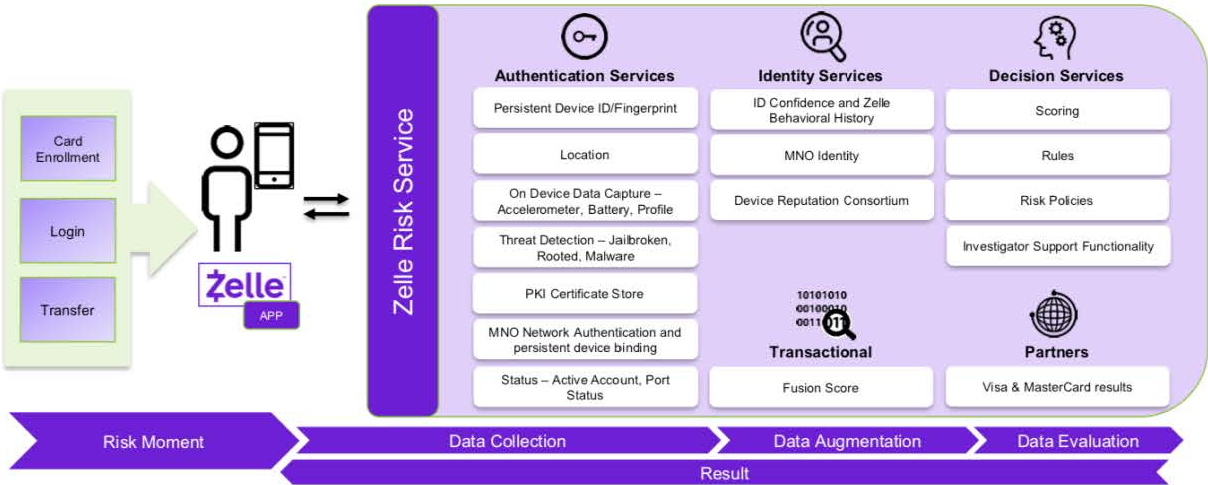 Card
Enrollment
Login
Transfer
Zelle™
APP
Zelle Risk Service
Authentication Services
Persistent Device ID/Fingerprint
Location
On Device Data Capture –
Accelerometer, Battery, Profile
Threat Detection – Jailbroken,
Rooted, Malware
PKI Certificate Store
MNO Network Authentication and
persistent device binding
Status – Active Account, Port
Status
Identity Services
ID Confidence and Zelle
Behavioral History
MNO Identity
Device Reputation Consortium
10101010
00100010
0011 011
Transactional
Fusion Score
Decision Services
Scoring
Rules
Risk Policies
Investigator Support Functionality
Partners
Visa & MasterCard results
Risk Moment
Data Collection
Data Augmentation
Data Evaluation
Result